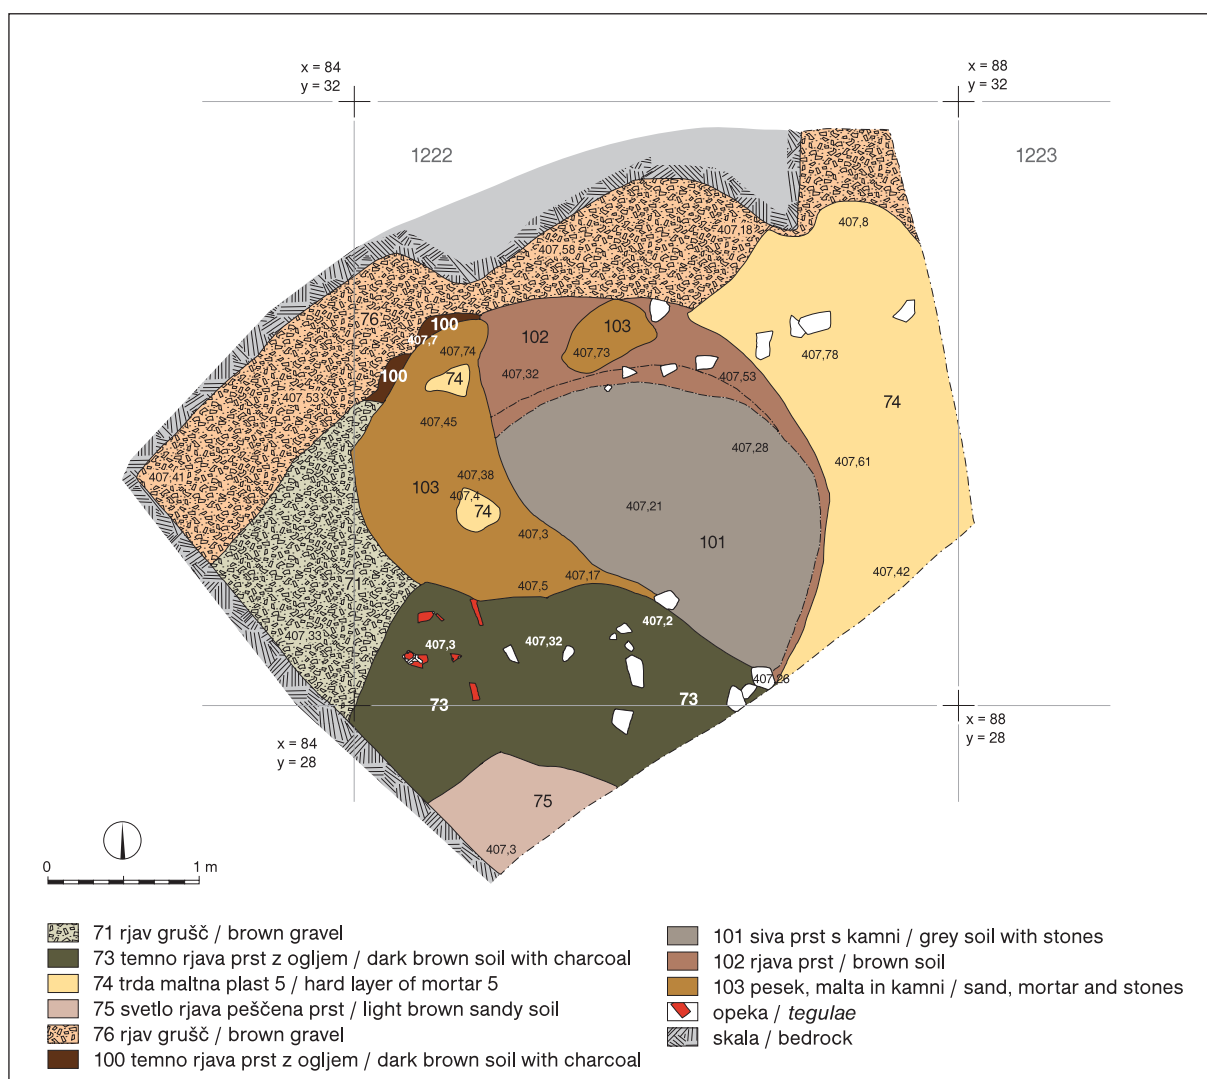 x = 84
y = 32
x = 88
y = 32
1222
1223
407,8
407,18
407,58
76
100
407,7
102
103
407,74
407,73
407,78
100
74
407,32
407,53
407,53
74
407,45
407,28
407,41
407,38
407,61
103
407,4
407,21
74
407,3
101
407,17
407,42
71
407,5
407,33
407,3
407,32
407,2
407,26
73
73
x = 84
y = 28
x = 88
y = 28
75
407,3
0 1 m
71 rjav grušč / brown gravel
73 temno rjava prst z ogljem / dark brown soil with charcoal
74 trda maltna plast 5 / hard layer of mortar 5
75 svetlo rjava peščena prst / light brown sandy soil
76 rjav grušč / brown gravel
100 temno rjava prst z ogljem / dark brown soil with charcoal
101 siva prst s kamni / grey soil with stones
102 rjava prst / brown soil
103 pesek, malta in kamni / sand, mortar and stones
opeka / tegulae
skala / bedrock